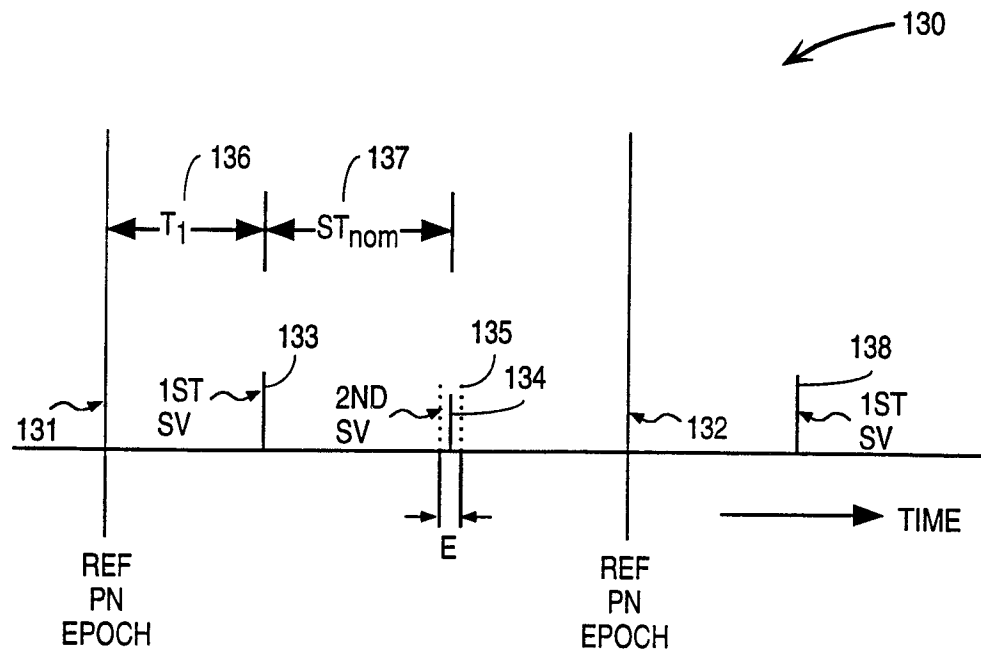 130
136
137
T1
STnom
133
135
134
138
1ST
SV
2ND
SV
1ST
SV
131
132
TIME
E
REF
PN
EPOCH
REF
PN
EPOCH